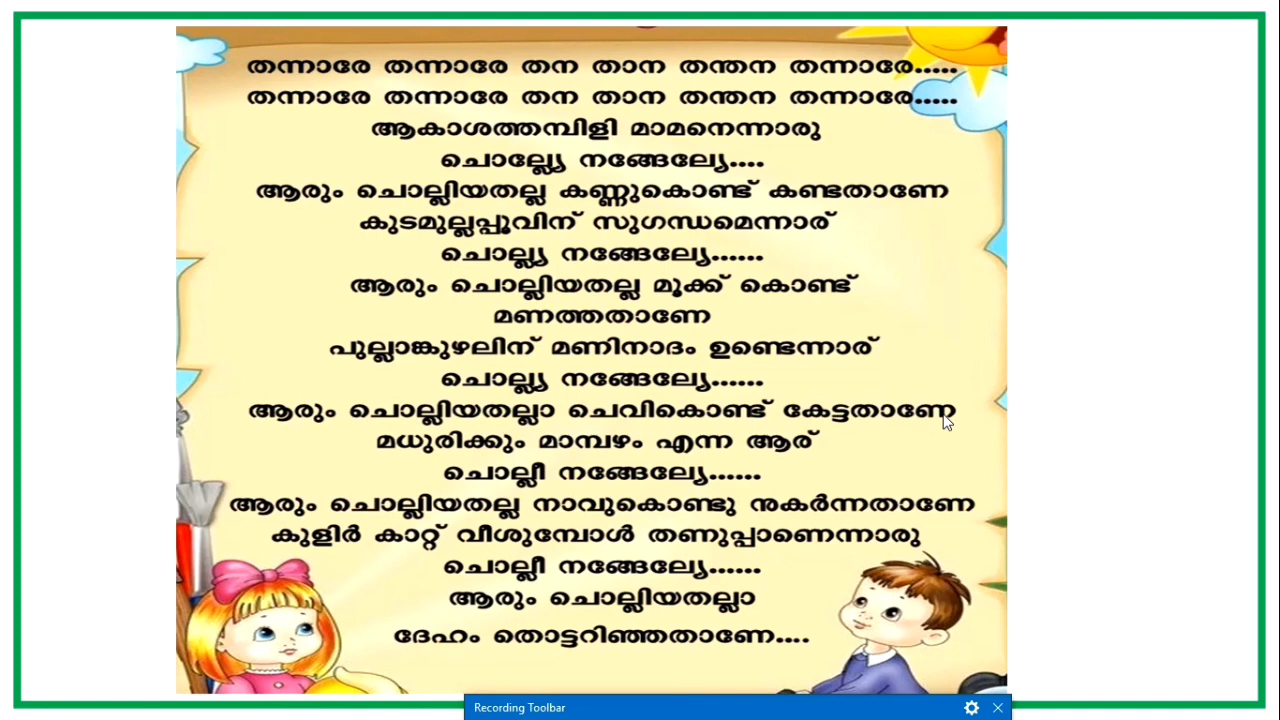 തന്നാരേ തന്നാരേ തന താന തന്തന തന്നാരേ.....
തന്നാരേ തന്നാരേ തന താന തന്തന തന്നാരേ.....
ആകാശത്തമ്പിളി മാമനെന്നാരു
ചൊല്ല്യേ നങ്ങേല്യേ....
ആരും ചൊല്ലിയതല്ല കണ്ണുകൊണ്ട് കണ്ടതാണേ
കുടമുല്ലപ്പൂവിന് സുഗന്ധമെന്നാര്
ചൊല്ല്യ നങ്ങേല്യേ......
ആരും ചൊല്ലിയതല്ല മൂക്ക് കൊണ്ട്
മണത്തതാണേ
പുല്ലാങ്കുഴലിന് മണിനാദം ഉണ്ടെന്നാര്
ചൊല്ല്യ നങ്ങേല്യേ......
ആരും ചൊല്ലിയതല്ലാ ചെവികൊണ്ട് കേട്ടതാണേ
മധുരിക്കും മാമ്പഴം എന്ന ആര്
ചൊല്ലീ നങ്ങേല്യേ......
ആരും ചൊല്ലിയതല്ല നാവുകൊണ്ടു നുകർന്നതാണേ
കുളിർ കാറ്റ് വീശുമ്പോൾ തണുപ്പാണെന്നാരു
ചൊല്ലീ നങ്ങേല്യേ......
ആരും ചൊല്ലിയതല്ലാ
ദേഹം തൊട്ടറിഞ്ഞതാണേ....
Recording Toolbar